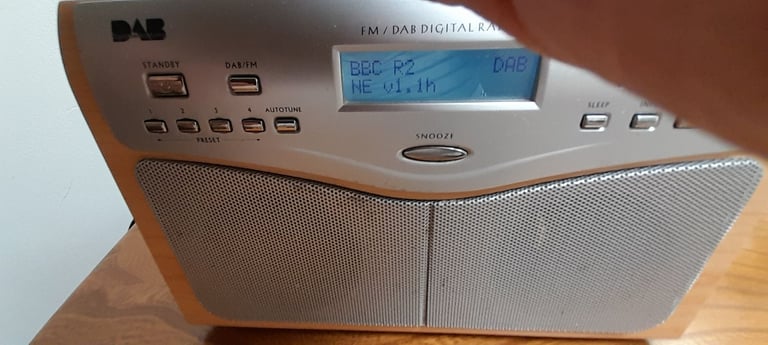 DAB
FM / DAB DIGITAL
STANDBY
DAB/FM
BBC R2 DAB
NE v1.1h
1 2 3 4 AUTOTUNE
PRESET
SLEEP
SNOOZE